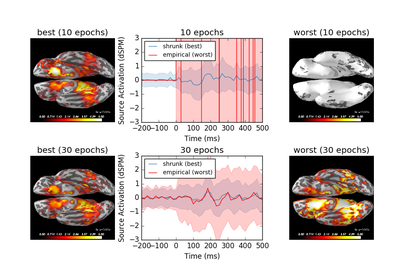 best (10 epochs)
10 epochs
worst (10 epochs)
Source Activation (dSPM)
3
2
1
0
−1
−2
−3
shrunk (best)
empirical (worst)
−200−100 0 100 200 300 400 500
Time (ms)
best (30 epochs)
30 epochs
worst (30 epochs)
Source Activation (dSPM)
3
2
1
0
−1
−2
−3
shrunk (best)
empirical (worst)
−200−100 0 100 200 300 400 500
Time (ms)